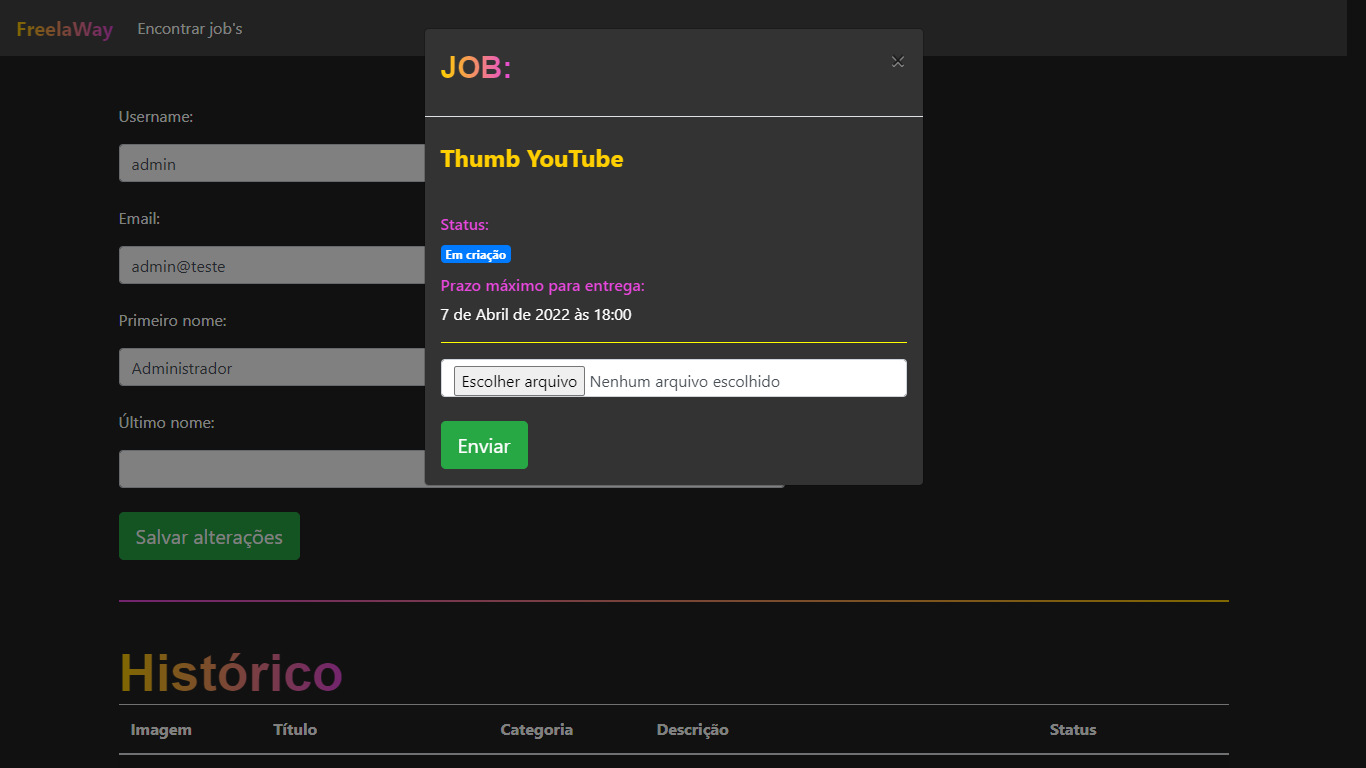 FreelaWay Encontrar job's
JOB: ×
Thumb YouTube
Status:
Em criação
Prazo máximo para entrega:
7 de Abril de 2022 às 18:00
Escolher arquivo Nenhum arquivo escolhido
Enviar
Username:
admin
Email:
admin@teste
Primeiro nome:
Administrador
Último nome:
Salvar alterações
Histórico
Imagem Título Categoria Descrição Status